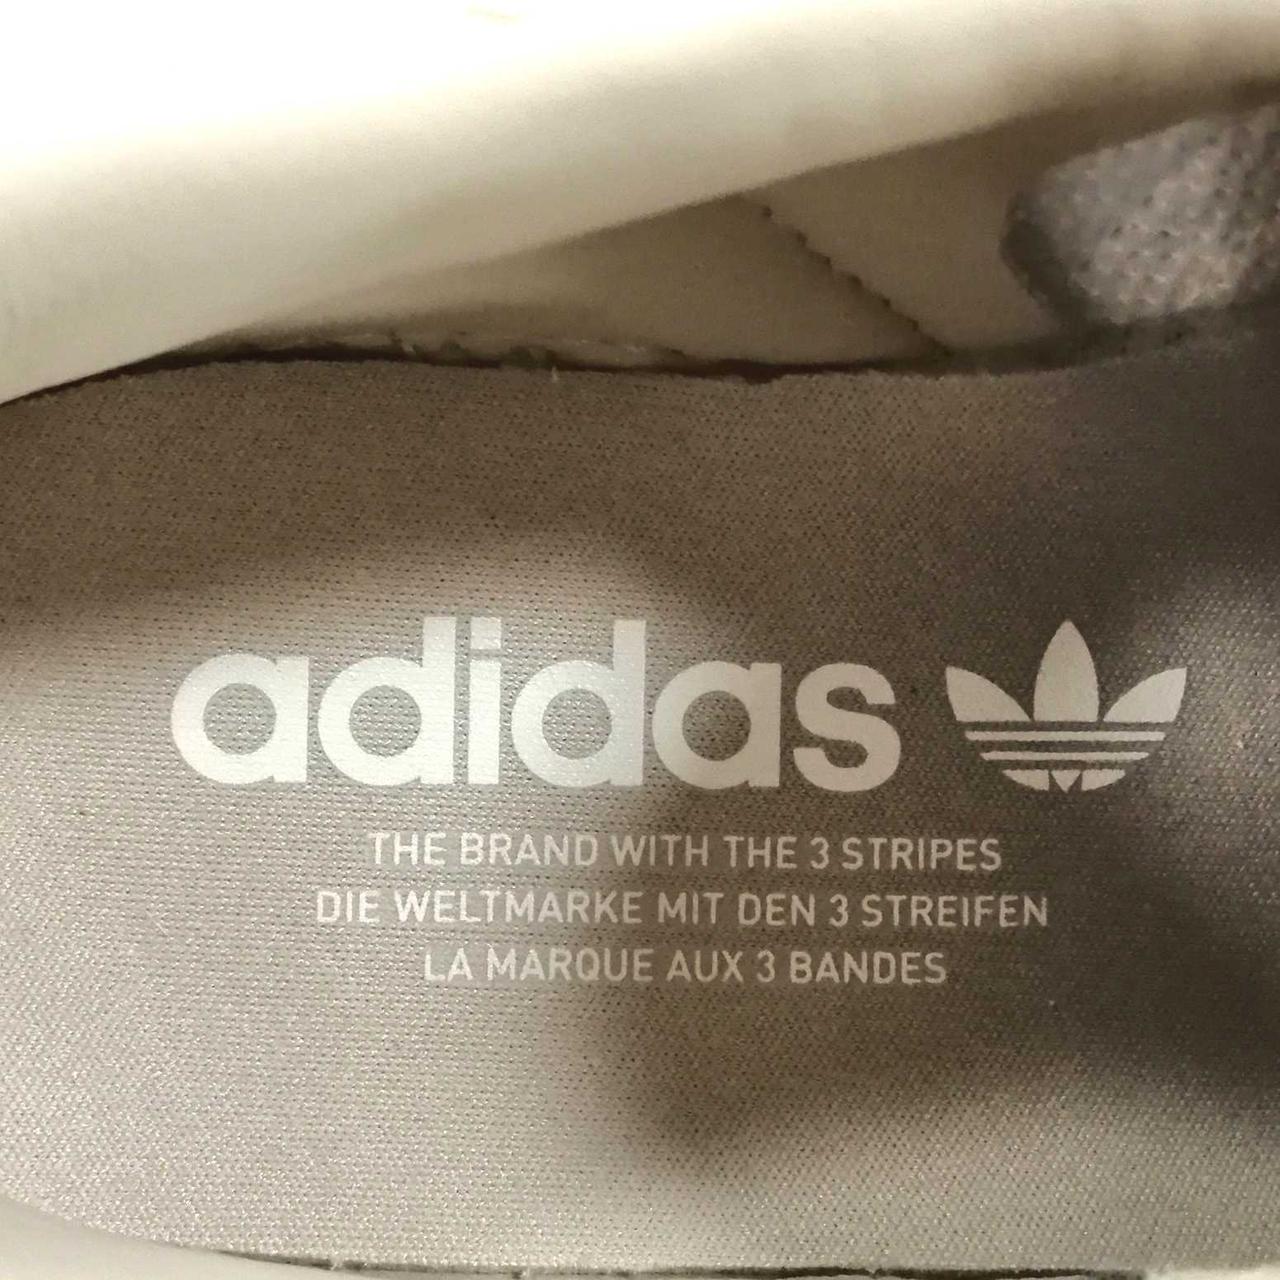 adidas
THE BRAND WITH THE 3 STRIPES
DIE WELTMARKE MIT DEN 3 STREIFEN
LA MARQUE AUX 3 BANDES